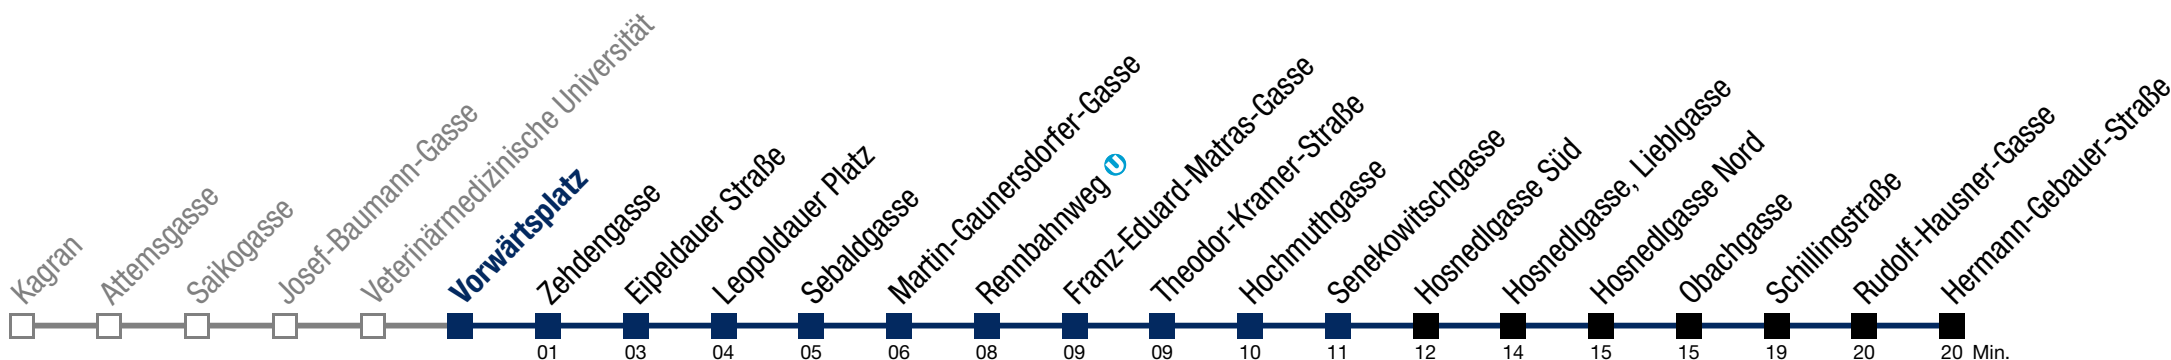 Kagran
Attemsgasse
Saikogasse
Josef-Baumann-Gasse
Veterinärmedizinische Universität
Vorwärtsplatz
Zehdengasse
Eipeldauer Straße
Leopoldauer Platz
Sebaldgasse
Martin-Gaunersdorfer-Gasse
Rennbahnweg U
Franz-Eduard-Matras-Gasse
Theodor-Kramer-Straße
Hochmuthgasse
Senekowitschgasse
Hosnedlgasse Süd
Hosnedlgasse, Lieblgasse
Hosnedlgasse Nord
Obachgasse
Schillingstraße
Rudolf-Hausner-Gasse
Hermann-Gebauer-Straße
01 03 04 05 06 08 09 09 10 11 12 14 15 15 19 20 20 Min.